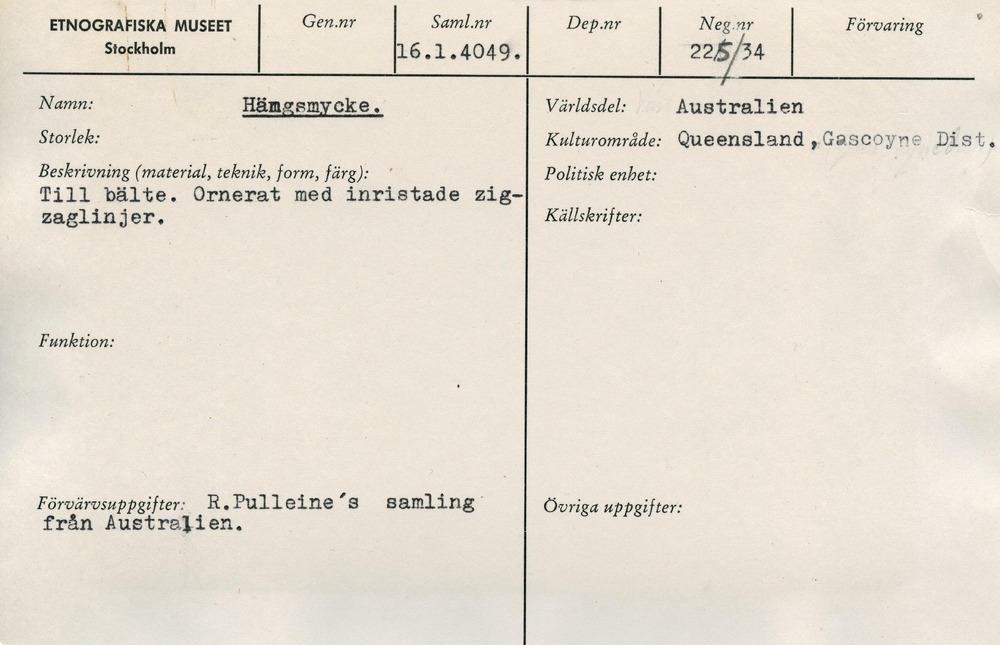 ETNOGRAFISKA MUSEET
Stockholm
Gen.nr
Saml.nr
16.1.4049.
Dep.nr
Neg.nr
225/34
Förvaring
Namn: Hängsmycke.
Storlek:
Beskrivning (material, teknik, form, färg):
Till bälte. Ornerat med inristade zig-
zaglinjer.
Funktion:
Förvärvsuppgifter: R.Pulleine's samling
från Australien.
Världsdel: Australien
Kulturområde: Queensland, Gascoyne Dist.
Politisk enhet:
Källskrifter:
Övriga uppgifter: